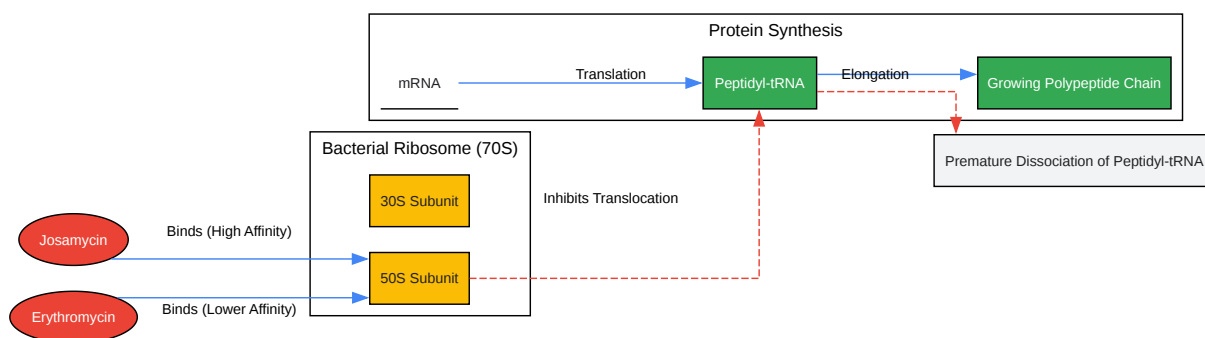 Protein Synthesis
mRNA
Translation
Peptidyl-tRNA
Elongation
Growing Polypeptide Chain
Premature Dissociation of Peptidyl-tRNA
Bacterial Ribosome (70S)
30S Subunit
Inhibits Translocation
Josamycin
Binds (High Affinity)
50S Subunit
Erythromycin
Binds (Lower Affinity)